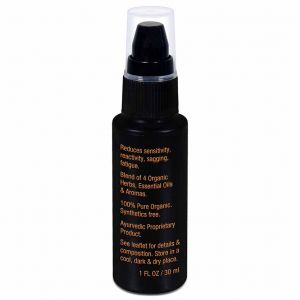 Reduces sensitivity,
reactivity, sagging,
fatigue.
Blend of 4 Organic
Herbs, Essential Oils
& Aromas.
100% Pure Organic.
Synthetics free.
Ayurvedic Proprietary
Product.
See leaflet for details &
composition. Store in a
cool, dark & dry place.
1 FL OZ / 30 ml